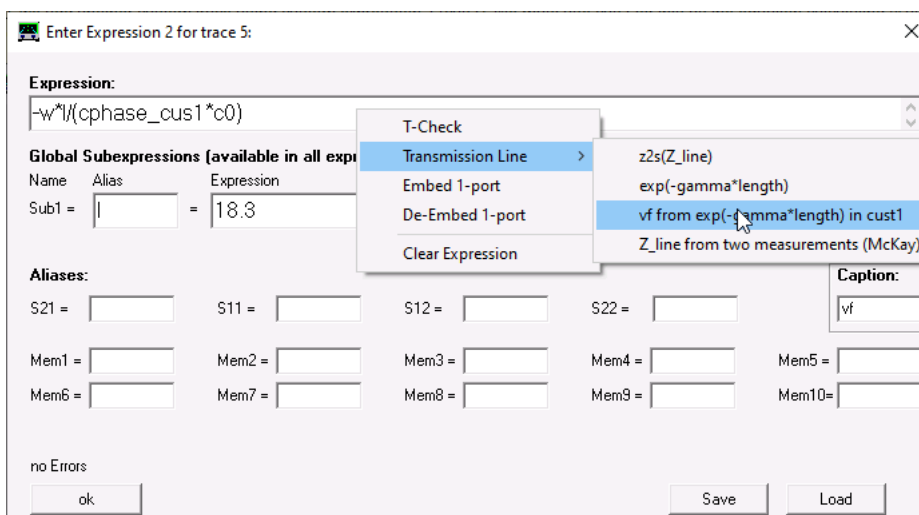 Enter Expression 2 for trace 5:
Expression:
-w*l/(cphase_cus1*c0)
T-Check
Global Subexpressions (available in all expr
Transmission Line >
z2s(Z_line)
Name Alias Expression
Embed 1-port
exp(-gamma*length)
Sub1 = l = 18.3
De-Embed 1-port
vf from exp(-gamma*length) in cust1
Clear Expression
Z_line from two measurements (McKay)
Aliases:
Caption:
S21 = S11 = S12 = S22 = vf
Mem1 = Mem2 = Mem3 = Mem4 = Mem5 =
Mem6 = Mem7 = Mem8 = Mem9 = Mem10=
no Errors
ok Save Load